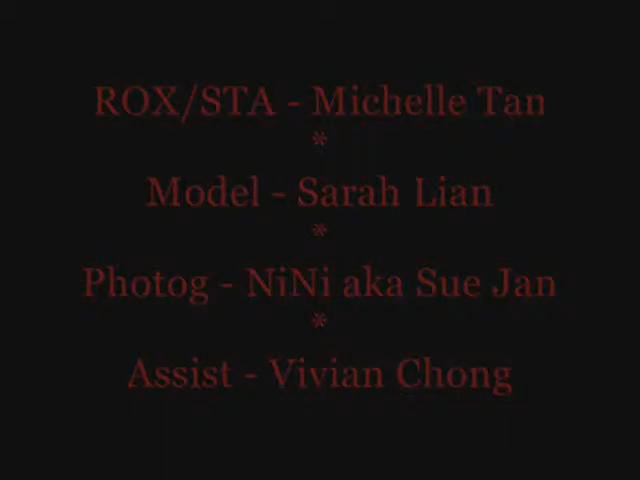 ROX/STA - Michelle Tan
*
Model - Sarah Lian
*
Photog - NiNi aka Sue Jan
*
Assist - Vivian Chong